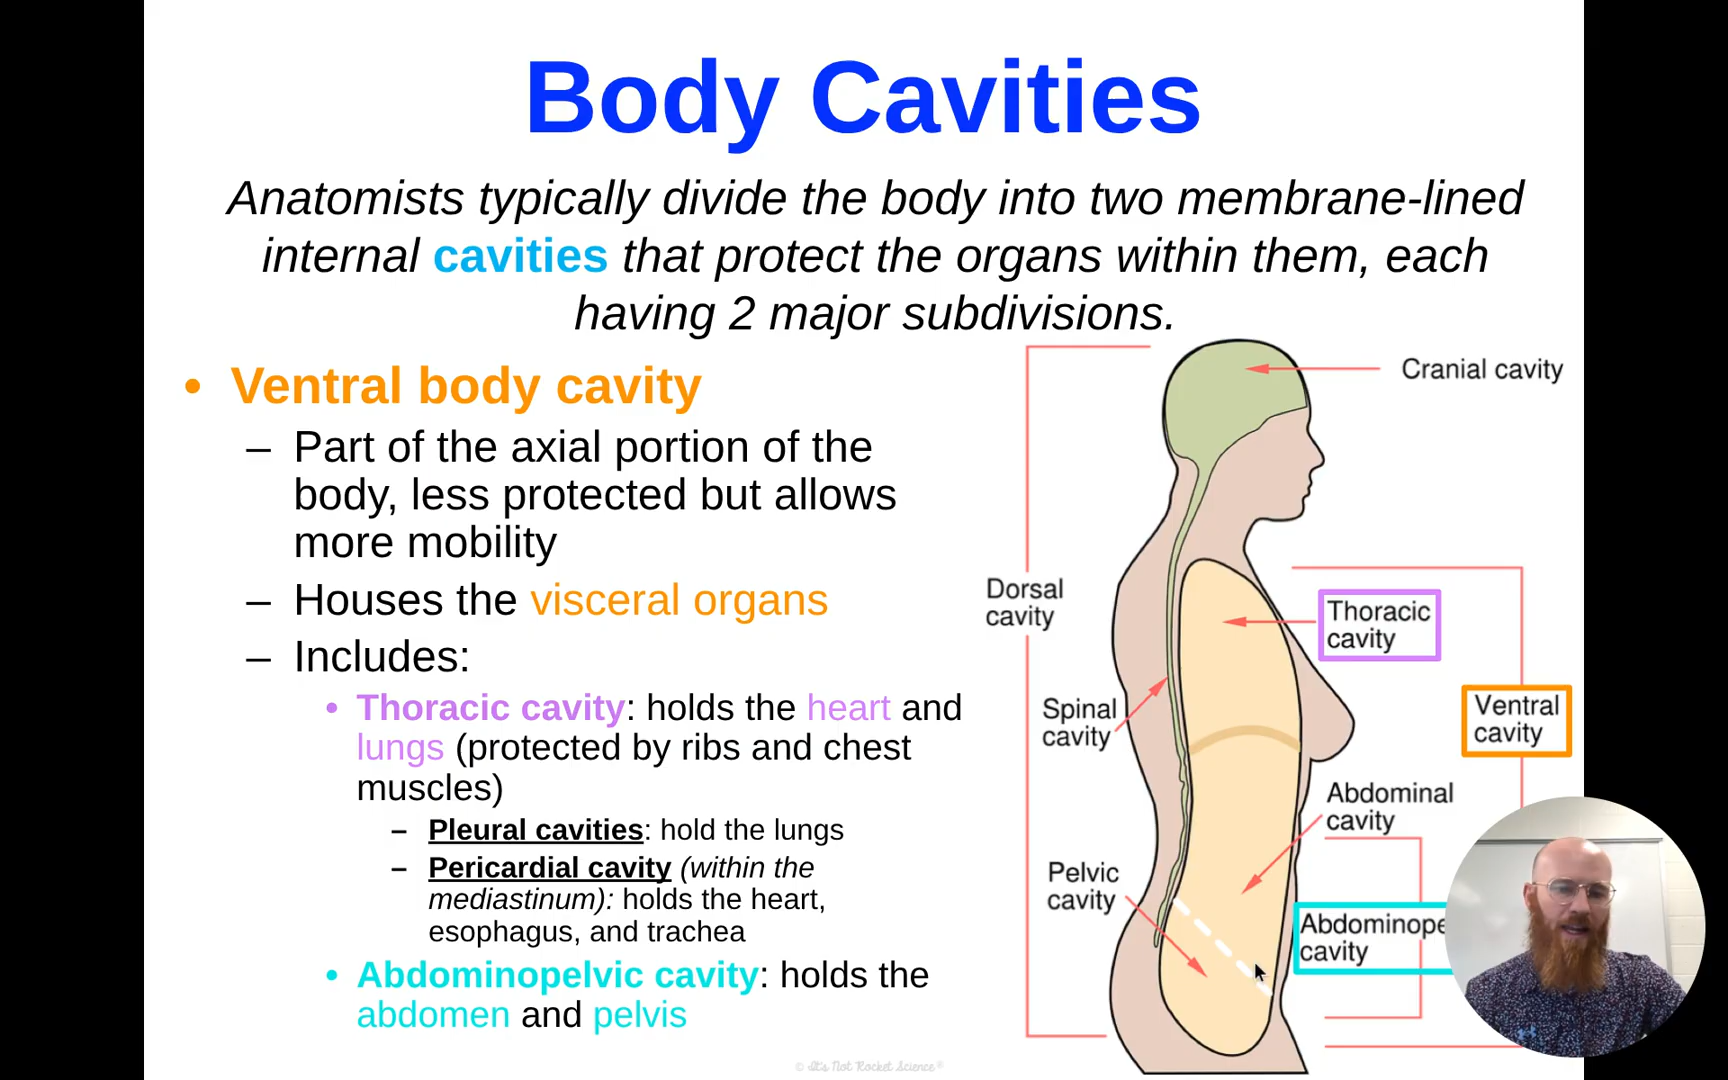 Body Cavities
Anatomists typically divide the body into two membrane-lined
internal cavities that protect the organs within them, each
having 2 major subdivisions.
• Ventral body cavity
– Part of the axial portion of the
body, less protected but allows
more mobility
– Houses the visceral organs
– Includes:
• Thoracic cavity: holds the heart and
lungs (protected by ribs and chest
muscles)
– Pleural cavities: hold the lungs
– Pericardial cavity (within the
mediastinum): holds the heart,
esophagus, and trachea
• Abdominopelvic cavity: holds the
abdomen and pelvis
Cranial cavity
Dorsal
cavity
Thoracic
cavity
Spinal
cavity
Ventral
cavity
Abdominal
cavity
Pelvic
cavity
Abdominope
cavity
© It's Not Rocket Science®